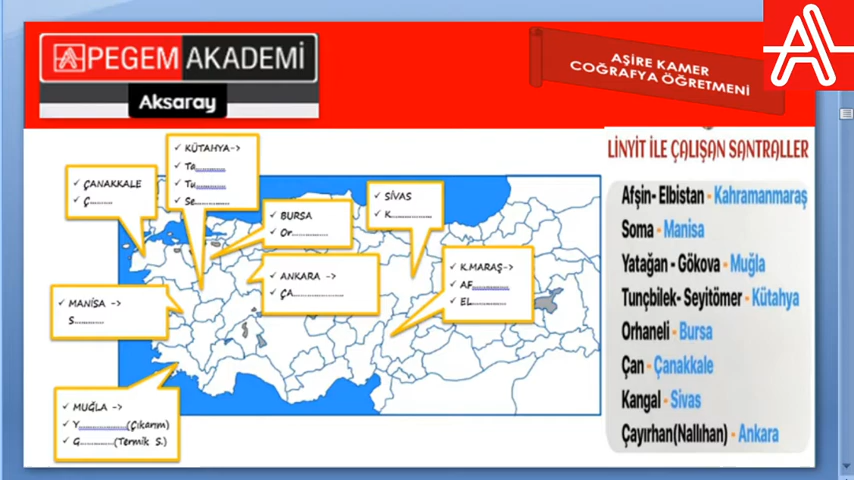 PEGEM AKADEMİ
Aksaray
AŞİRE KAMER
COĞRAFYA ÖĞRETMENİ
KÜTAHYA->
Ta............
Tu............
Se..............
ÇANAKKALE
Ç.........
BURSA
Or..............
SİVAS
K................
ANKARA ->
ÇA......................
K.MARAŞ->
AF................
EL...............
MANİSA ->
S.............
MUĞLA ->
Y......................(Çıkarım)
G...............(Termik S.)
LİNYİT İLE ÇALIŞAN SANTRALLER
Afşin- Elbistan - Kahramanmaraş
Soma - Manisa
Yatağan - Gökova - Muğla
Tunçbilek- Seyitömer - Kütahya
Orhaneli - Bursa
Çan - Çanakkale
Kangal - Sivas
Çayırhan(Nallıhan) - Ankara